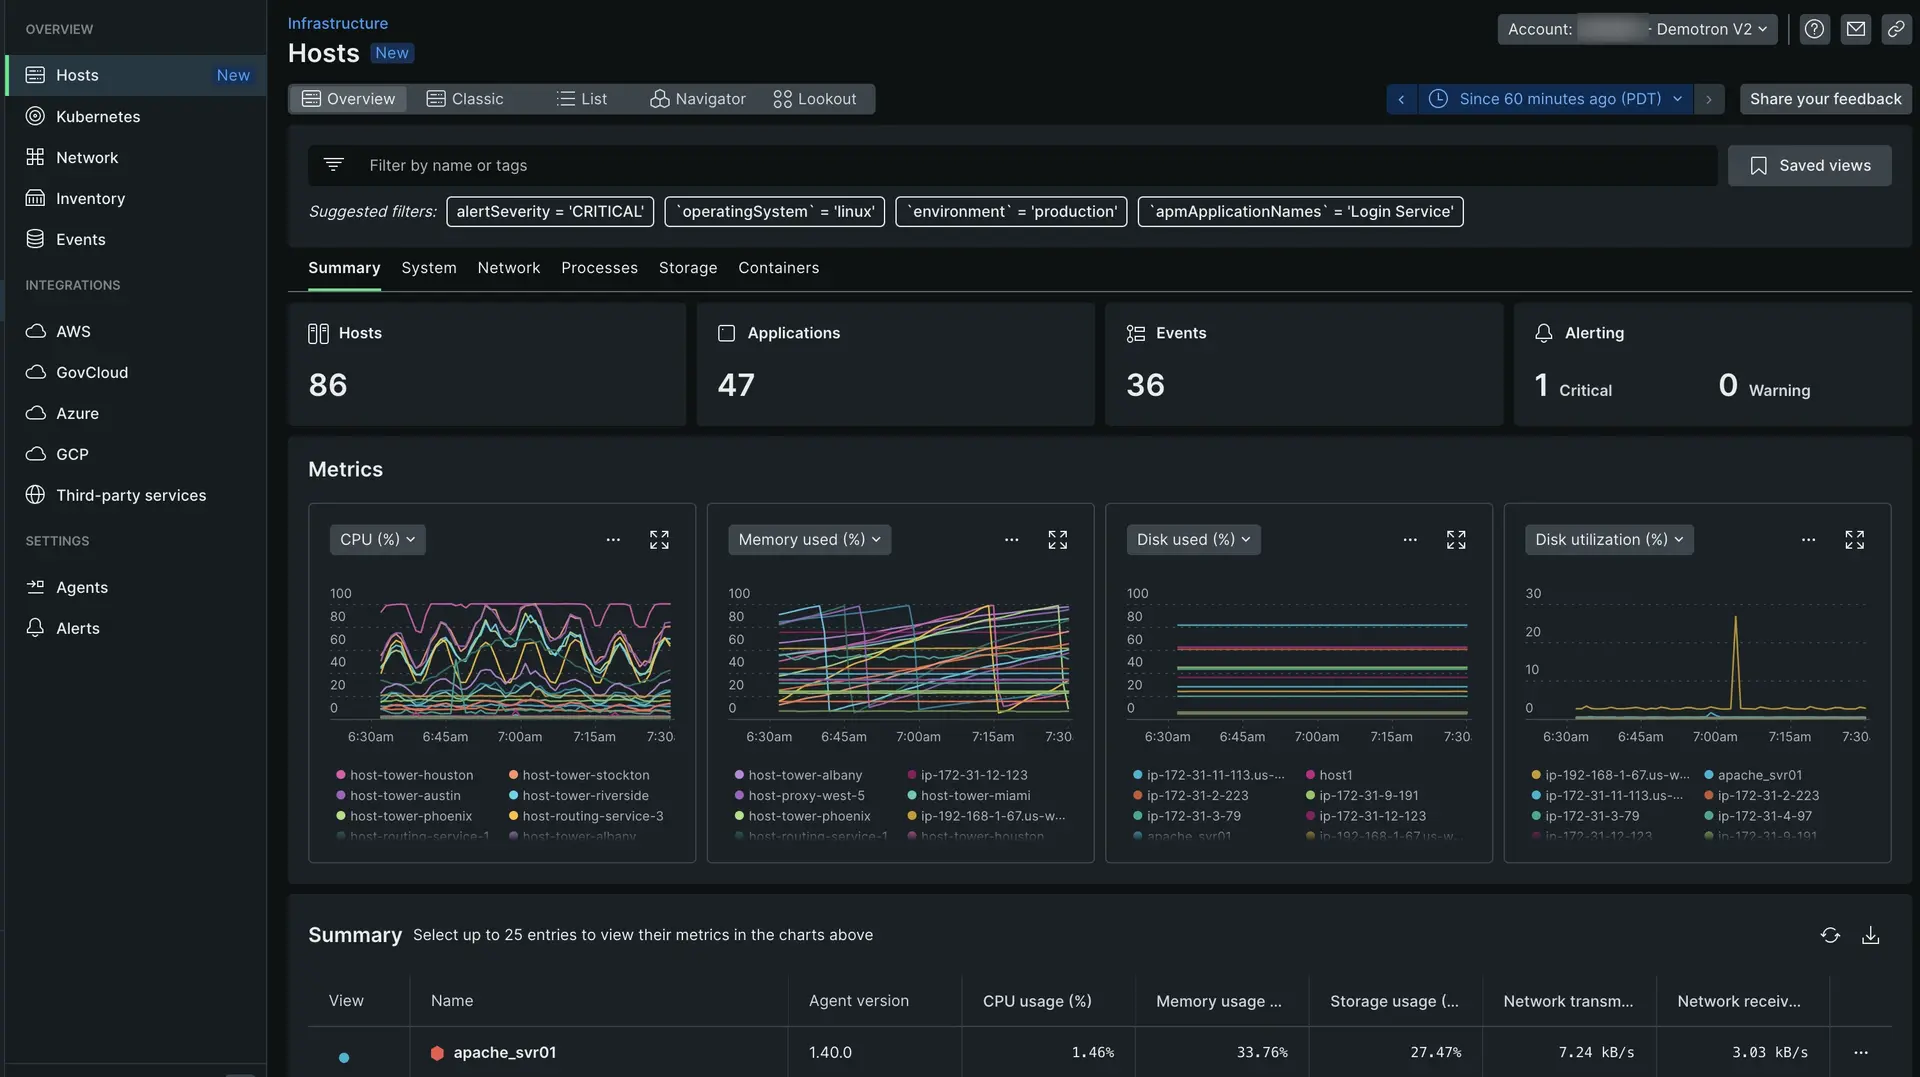 OVERVIEW
Hosts New
Kubernetes
Network
Inventory
Events
INTEGRATIONS
AWS
GovCloud
Azure
GCP
Third-party services
SETTINGS
Agents
Alerts
Infrastructure
Hosts New
Account: - Demotron V2
Overview Classic List Navigator Lookout
Since 60 minutes ago (PDT)
Share your feedback
Filter by name or tags
Saved views
Suggested filters: alertSeverity = 'CRITICAL' `operatingSystem` = 'linux' `environment` = 'production' `apmApplicationNames` = 'Login Service'
Summary System Network Processes Storage Containers
Hosts
86
Applications
47
Events
36
Alerting
1 Critical 0 Warning
Metrics
CPU (%)
100
80
60
40
20
0
6:30am 6:45am 7:00am 7:15am 7:30
host-tower-houston host-tower-stockton
host-tower-austin host-tower-riverside
host-tower-phoenix host-routing-service-3
host-routing-service-1 host-tower-albany
Memory used (%)
100
80
60
40
20
0
6:30am 6:45am 7:00am 7:15am 7:30
host-tower-albany ip-172-31-12-123
host-proxy-west-5 host-tower-miami
host-tower-phoenix ip-192-168-1-67.us-w...
host-routing-service-1 host-tower-houston
Disk used (%)
100
80
60
40
20
0
6:30am 6:45am 7:00am 7:15am 7:30
ip-172-31-11-113.us-... host1
ip-172-31-2-223 ip-172-31-9-191
ip-172-31-3-79 ip-172-31-12-123
apache_svr01 ip-192-168-1-67.us-w...
Disk utilization (%)
30
20
10
0
6:30am 6:45am 7:00am 7:15am 7:30
ip-192-168-1-67.us-w... apache_svr01
ip-172-31-11-113.us-... ip-172-31-2-223
ip-172-31-3-79 ip-172-31-4-97
ip-172-31-12-123 ip-172-31-9-191
Summary Select up to 25 entries to view their metrics in the charts above
View Name Agent version CPU usage (%) Memory usage ... Storage usage (... Network transm... Network receiv...
apache_svr01 1.40.0 1.46% 33.76% 27.47% 7.24 kB/s 3.03 kB/s